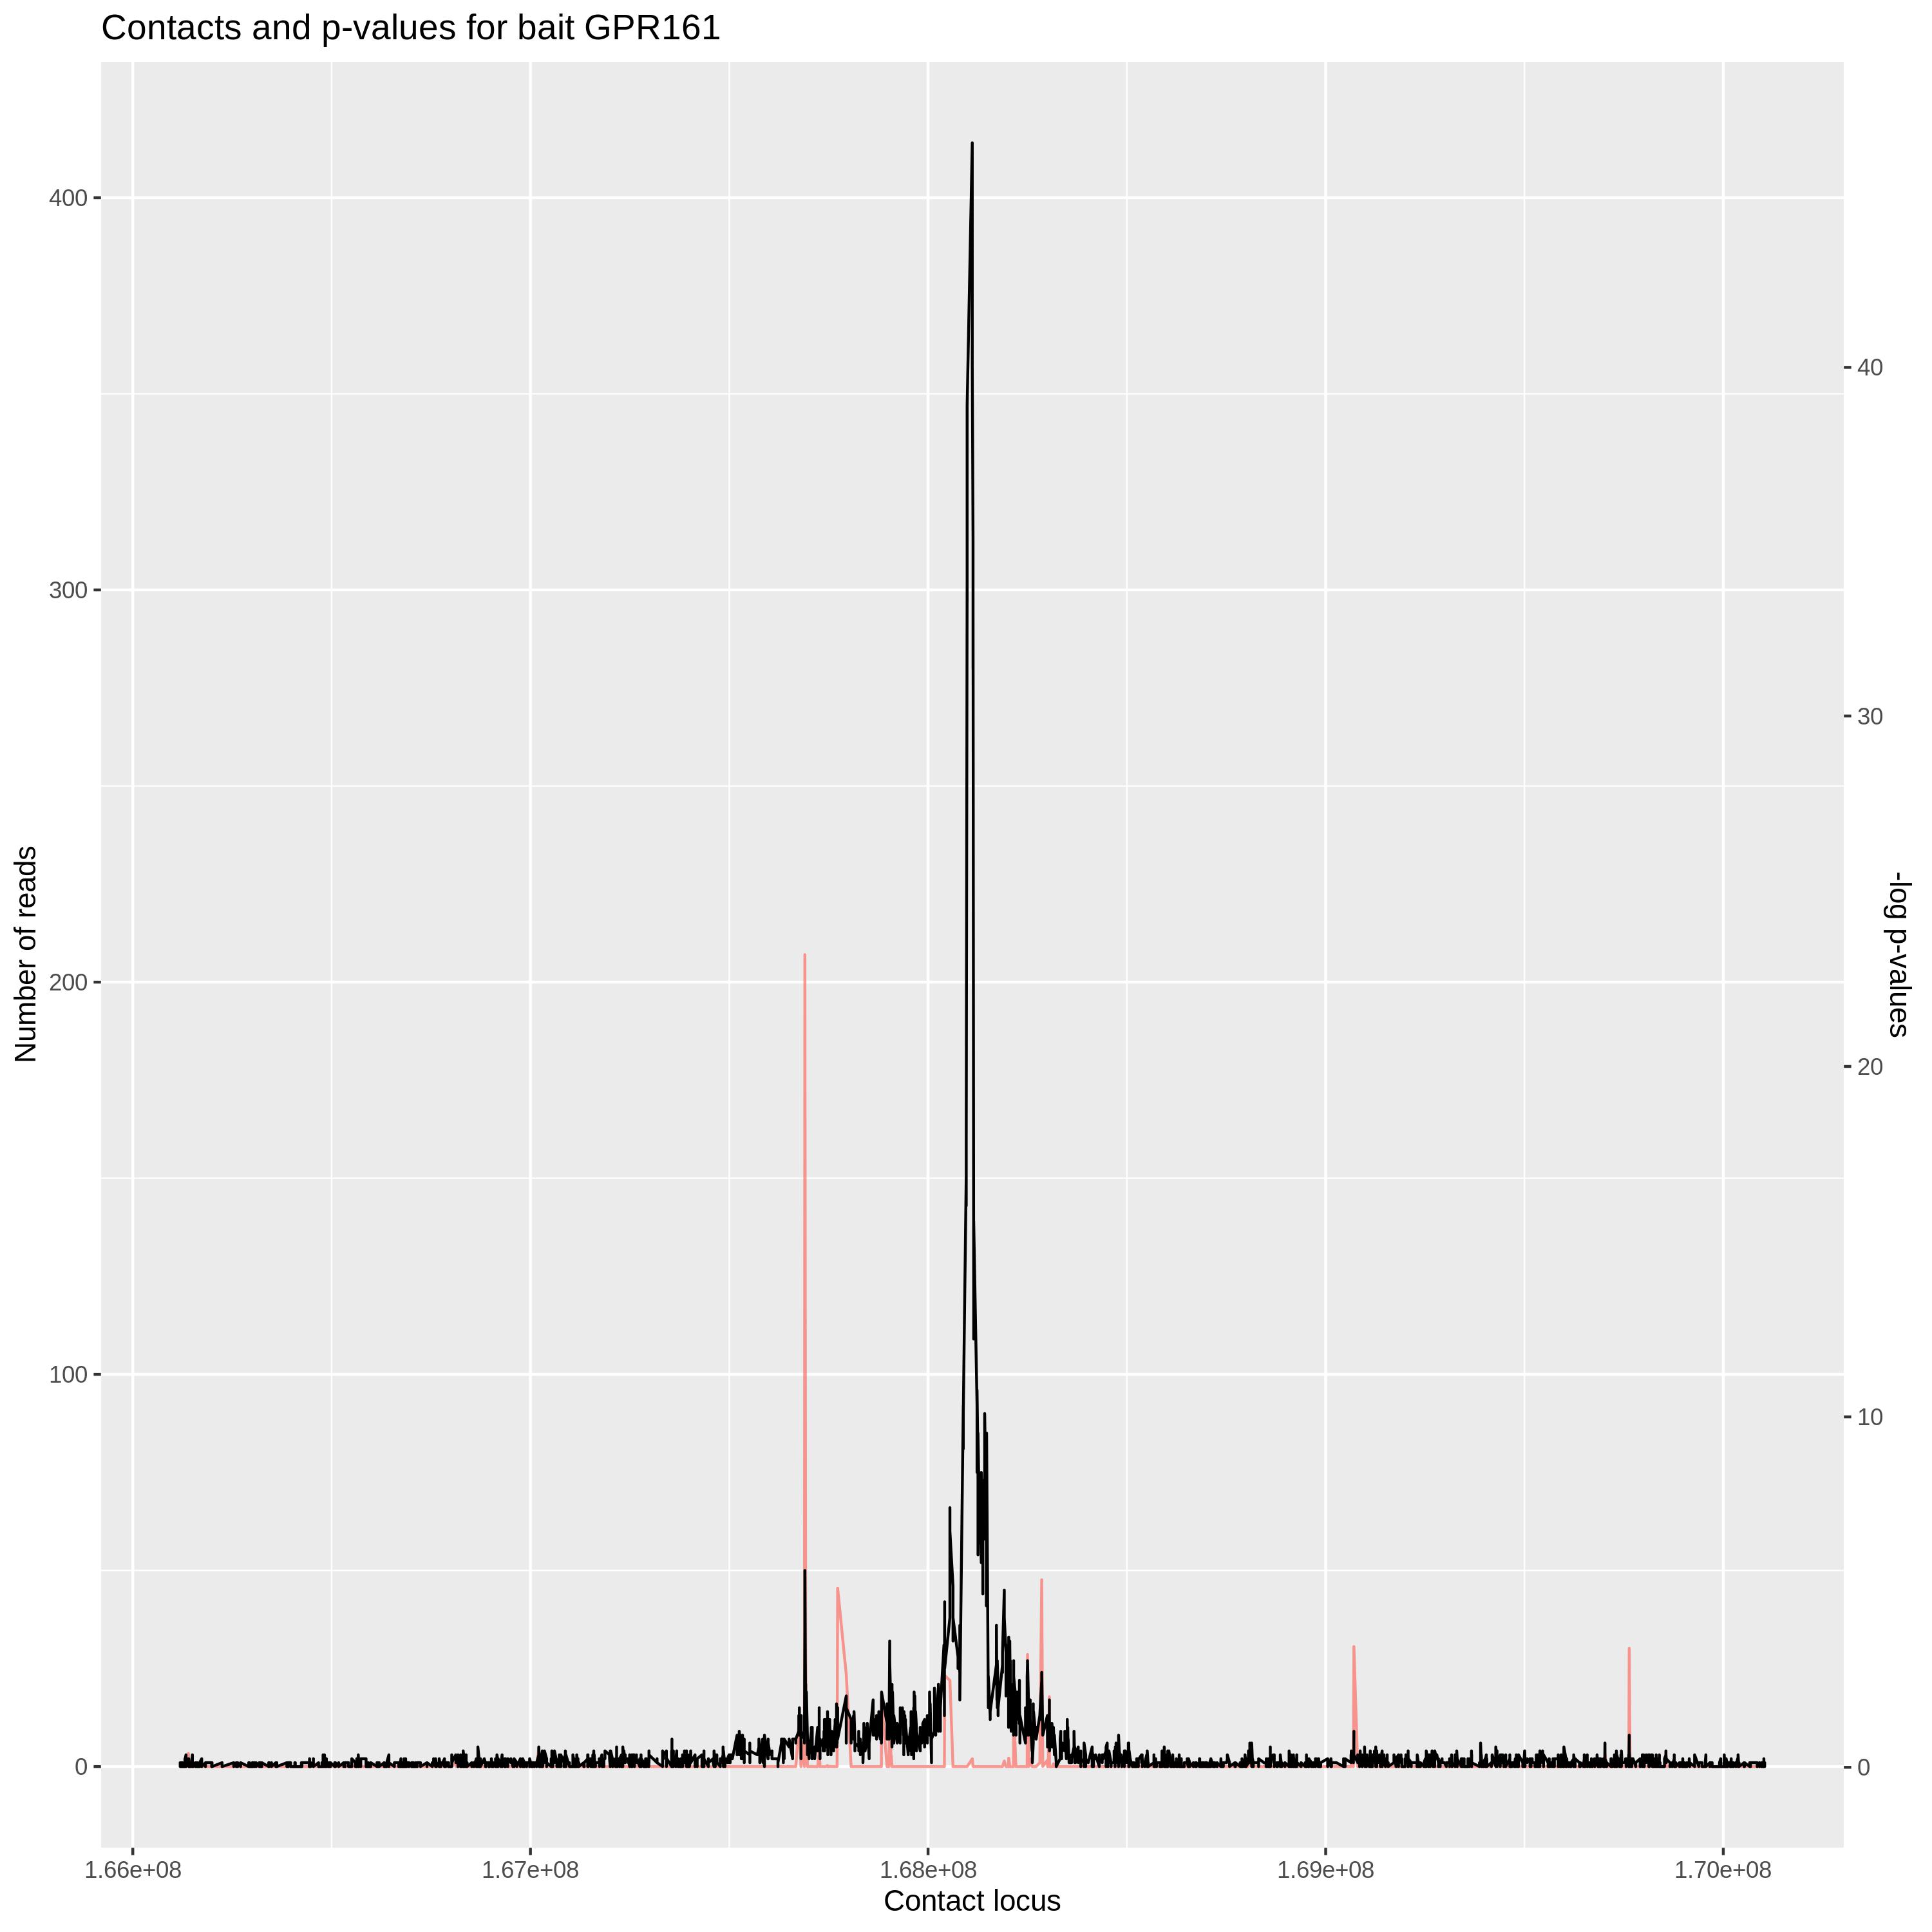 Contacts and p-values for bait GPR161
400
300
200
100
0
Number of reads
40
30
20
10
0
-log p-values
1.66e+08 1.67e+08 1.68e+08 1.69e+08 1.70e+08
Contact locus